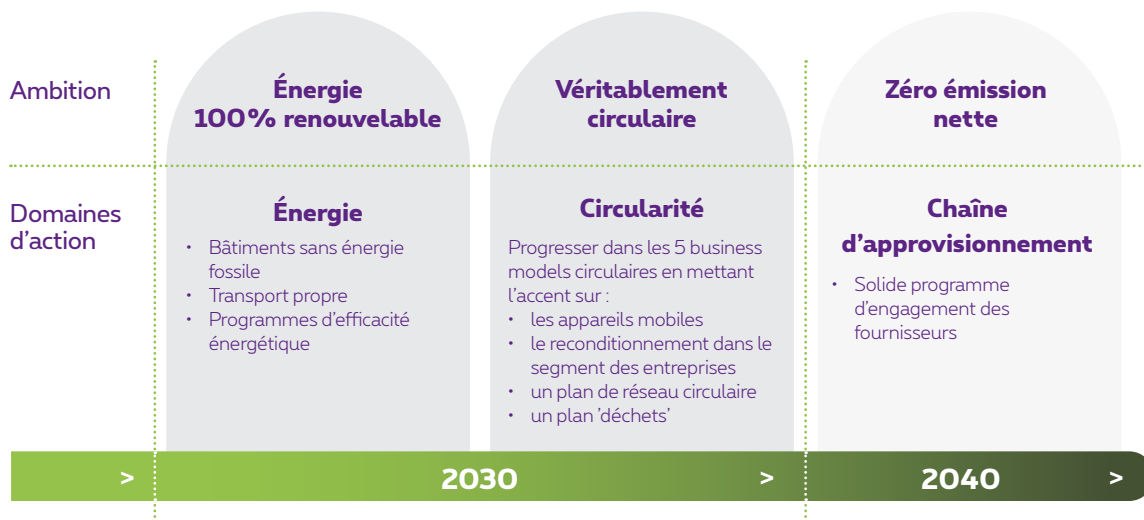 Ambition
Énergie
100% renouvelable
Véritablement
circulaire
Zéro émission
nette
Domaines
d'action
Énergie
• Bâtiments sans énergie
fossile
• Transport propre
• Programmes d'efficacité
énergétique
Circularité
Progresser dans les 5 business
models circulaires en mettant
l'accent sur :
• les appareils mobiles
• le reconditionnement dans le
segment des entreprises
• un plan de réseau circulaire
• un plan 'déchets'
Chaîne
d'approvisionnement
• Solide programme
d'engagement des
fournisseurs
> 2030 > 2040 >